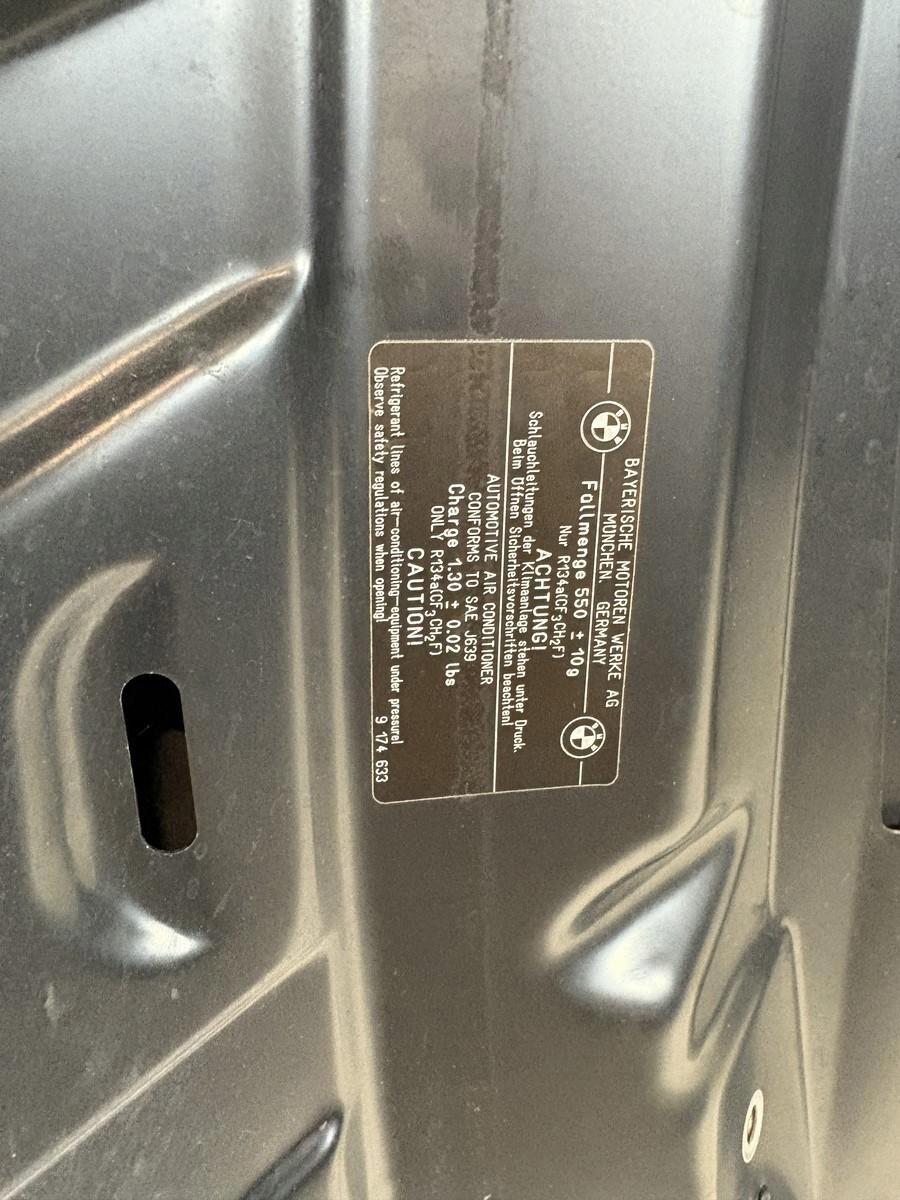 BAYERISCHE MOTOREN WERKE AG
MÜNCHEN GERMANY
BMW
BMW
Füllmenge 550 ± 10g
Nur R134a(CF3CH2F)
ACHTUNG!
Schlauchleitungen der Klimaanlage stehen unter Druck.
Beim Öffnen Sicherheitsvorschriften beachten!
AUTOMOTIVE AIR CONDITIONER
CONFORMS TO SAE J639
Charge 1.30 ± 0.02 lbs
ONLY R134a(CF3CH2F)
CAUTION!
Refrigerant lines of air-conditioning-equipment under pressure!
Observe safety regulations when opening!
9 174 633